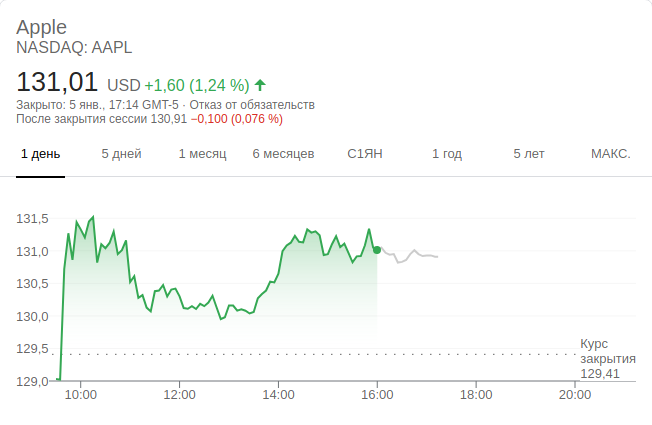 Apple
NASDAQ: AAPL
131,01 USD +1,60 (1,24 %) ↑
Закрыто: 5 янв., 17:14 GMT-5 · Отказ от обязательств
После закрытия сессии 130,91 −0,100 (0,076 %)
1 день 5 дней 1 месяц 6 месяцев С1ЯН 1 год 5 лет МАКС.
131,5
131,0
130,5
130,0
129,5
129,0
Курс
закрытия
129,41
10:00 12:00 14:00 16:00 18:00 20:00